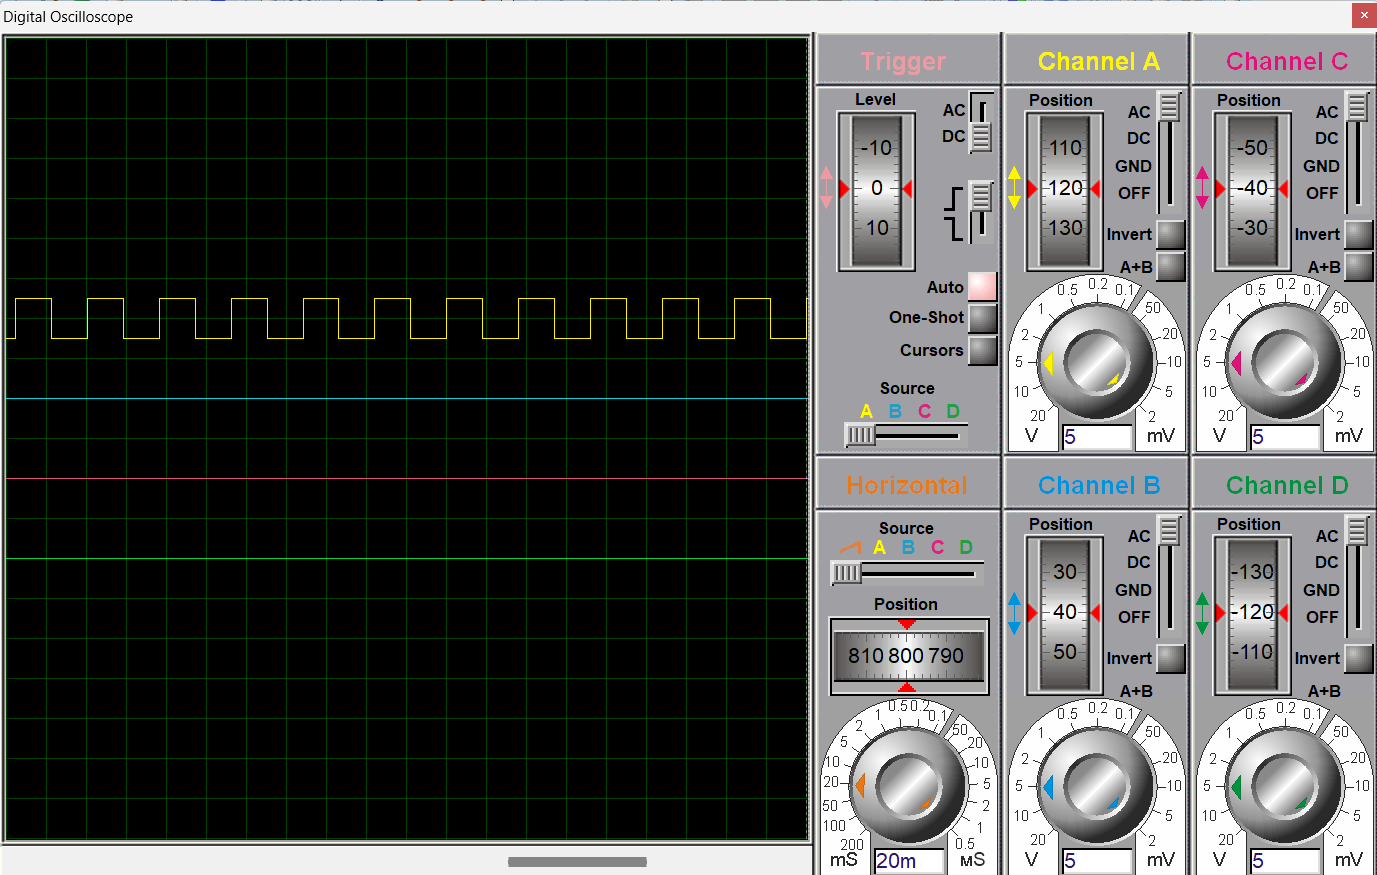 Digital Oscilloscope
Trigger
Level
AC
DC
-10
0
10
Auto
One-Shot
Cursors
Source
A B C D
Channel A
Position
AC
DC
GND
OFF
110
120
130
Invert
A+B
20 10 5 2 1 0.5 0.2 0.1 50 20 10 5 2
V 5 mV
Channel C
Position
AC
DC
GND
OFF
-50
-40
-30
Invert
A+B
20 10 5 2 1 0.5 0.2 0.1 50 20 10 5 2
V 5 mV
Horizontal
Source
A B C D
Position
810 800 790
200 100 50 20 10 5 2 1 0.5 0.2 0.1 50 20 10 5 2 1 0.5
mS 20m мS
Channel B
Position
AC
DC
GND
OFF
30
40
50
Invert
A+B
20 10 5 2 1 0.5 0.2 0.1 50 20 10 5 2
V 5 mV
Channel D
Position
AC
DC
GND
OFF
-130
-120
-110
Invert
A+B
20 10 5 2 1 0.5 0.2 0.1 50 20 10 5 2
V 5 mV